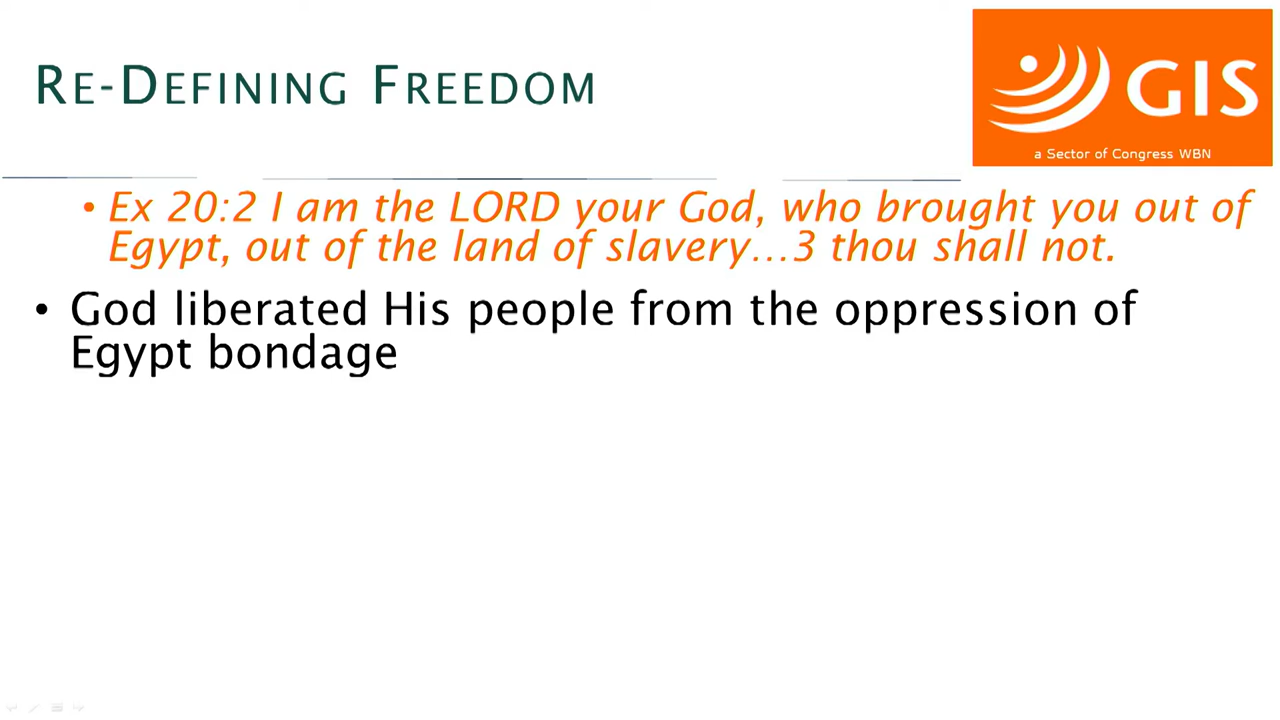 RE-DEFINING FREEDOM
GIS
a Sector of Congress WBN
• Ex 20:2 I am the LORD your God, who brought you out of
Egypt, out of the land of slavery...3 thou shall not.
• God liberated His people from the oppression of
Egypt bondage